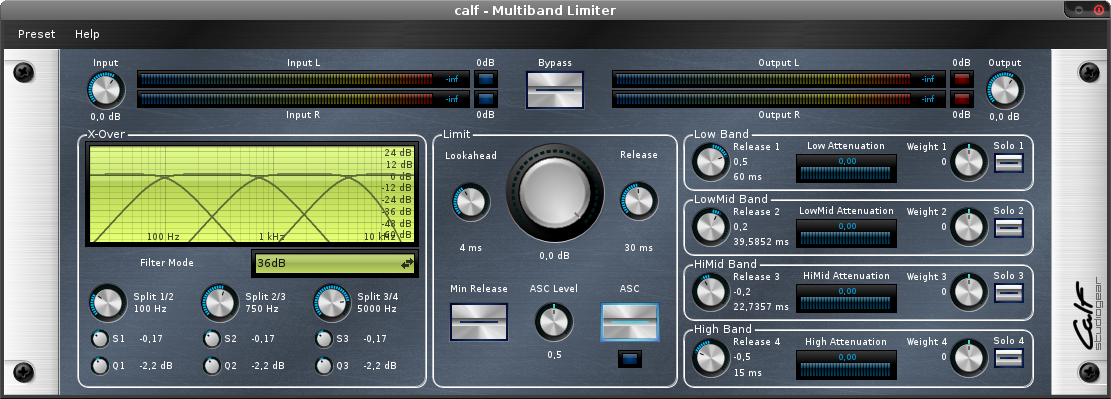 calf - Multiband Limiter
Preset Help
Input
0,0 dB
Input L
-inf
0dB
-inf
Input R
0dB
Bypass
Output L
-inf
0dB
-inf
Output R
0dB
Output
0,0 dB
X-Over
24 dB
12 dB
0 dB
-12 dB
-24 dB
-36 dB
-48 dB
-60 dB
100 Hz
1 kHz
10 kHz
Filter Mode
36dB
Split 1/2
100 Hz
Split 2/3
750 Hz
Split 3/4
5000 Hz
S1 -0,17
S2 -0,17
S3 -0,17
Q1 -2,2 dB
Q2 -2,2 dB
Q3 -2,2 dB
Limit
Lookahead
4 ms
0,0 dB
Release
30 ms
Min Release
ASC Level
0,5
ASC
Low Band
Release 1
0,5
60 ms
Low Attenuation
0,00
Weight 1
Solo 1
LowMid Band
Release 2
0,2
39,5852 ms
LowMid Attenuation
0,00
Weight 2
Solo 2
HiMid Band
Release 3
-0,2
22,7357 ms
HiMid Attenuation
0,00
Weight 3
Solo 3
High Band
Release 4
-0,5
15 ms
High Attenuation
0,00
Weight 4
Solo 4
Calf
studiogear